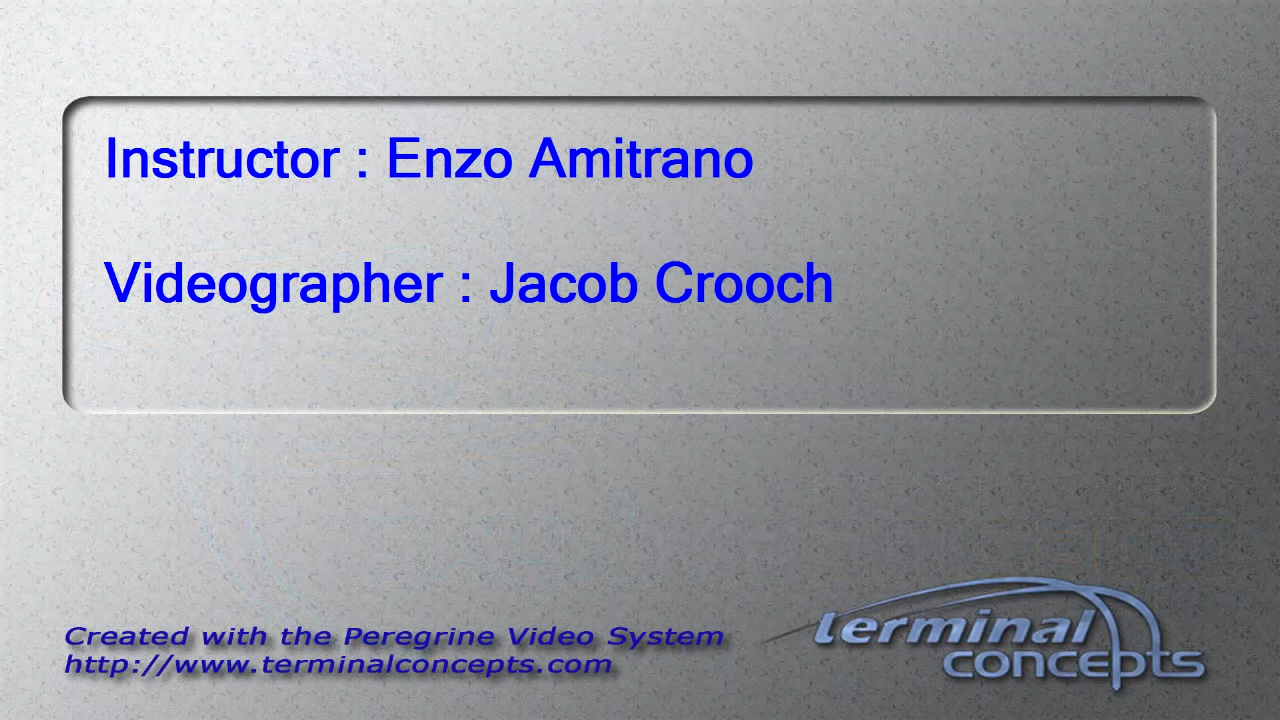 Instructor : Enzo Amitrano
Videographer : Jacob Crooch
Created with the Peregrine Video System
http://www.terminalconcepts.com
terminal
concepts